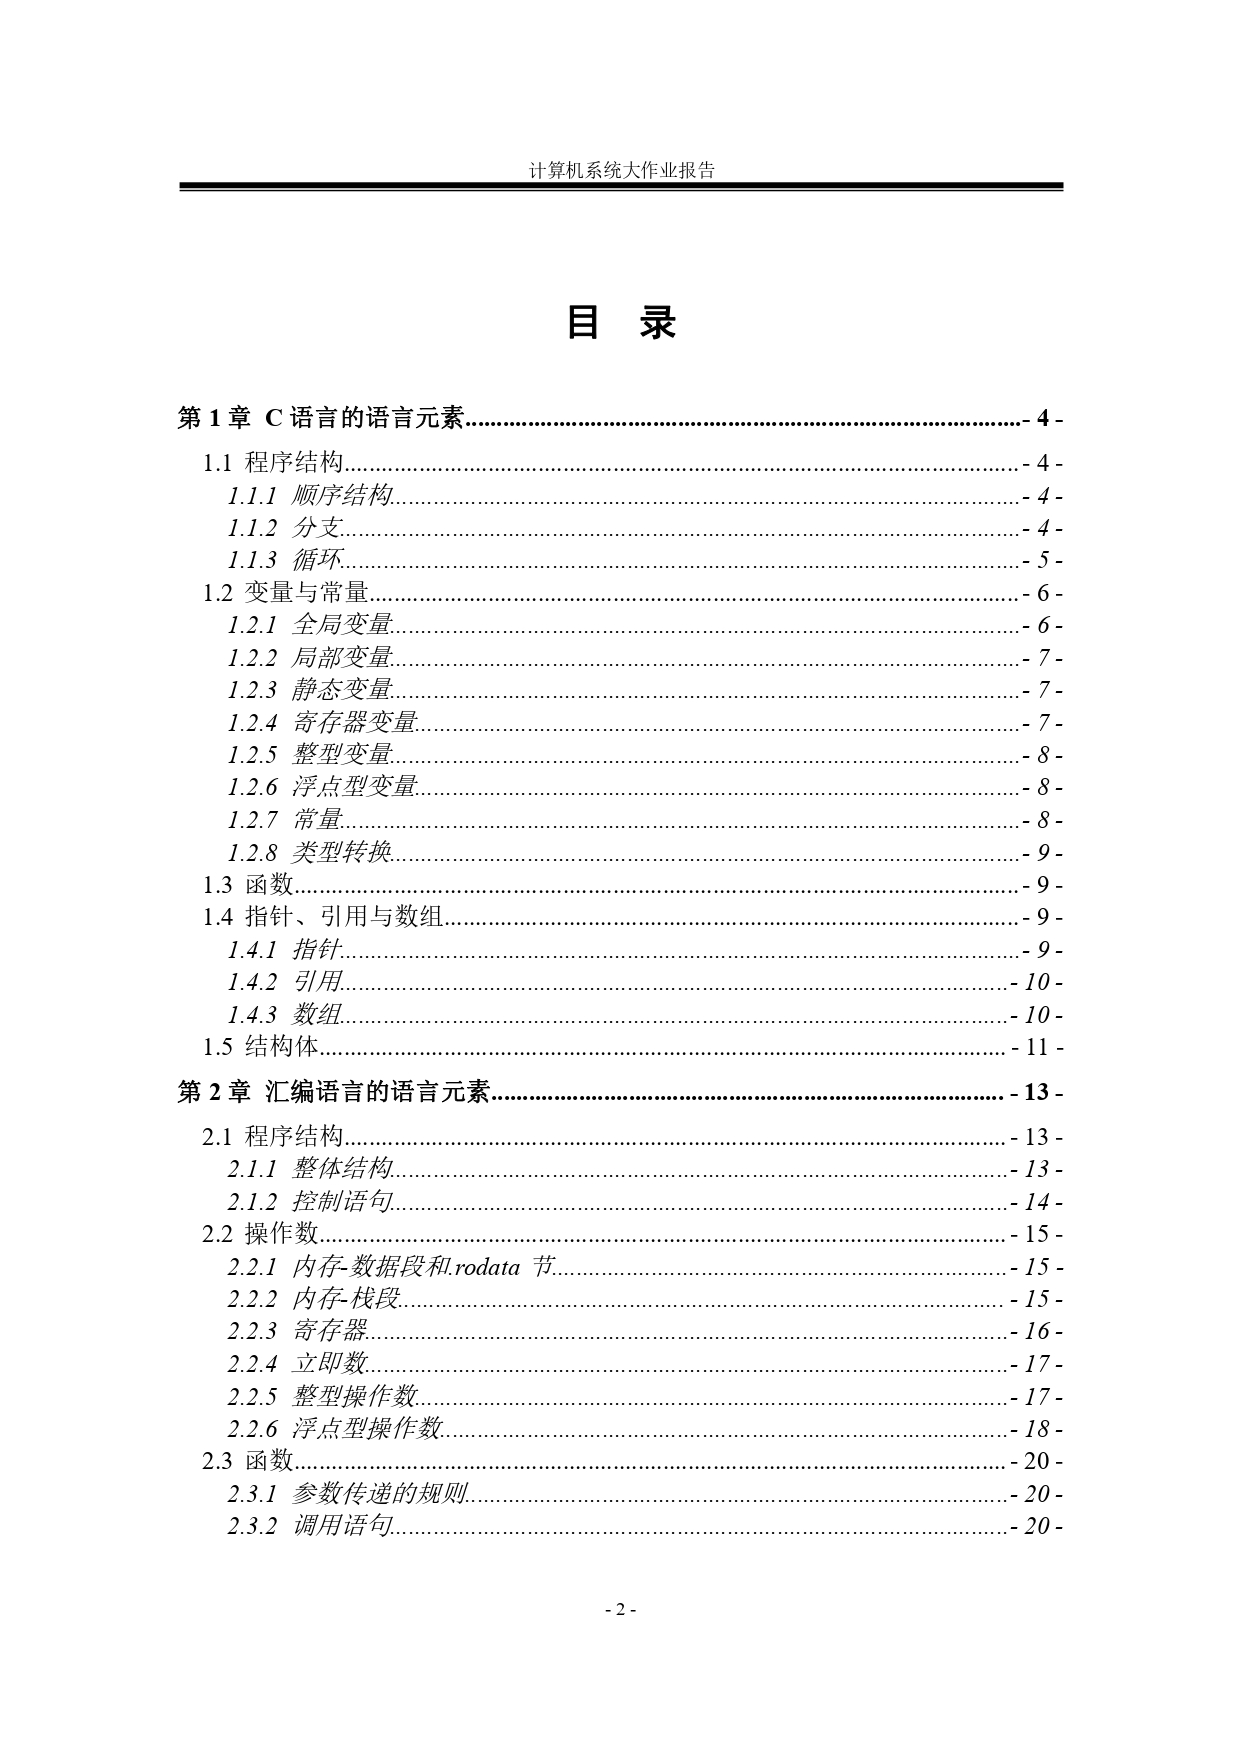 计算机系统大作业报告
目 录
第 1 章 C 语言的语言元素........................................- 4 -
1.1 程序结构........................................- 4 -
1.1.1 顺序结构........................................- 4 -
1.1.2 分支........................................- 4 -
1.1.3 循环........................................- 5 -
1.2 变量与常量........................................- 6 -
1.2.1 全局变量........................................- 6 -
1.2.2 局部变量........................................- 7 -
1.2.3 静态变量........................................- 7 -
1.2.4 寄存器变量........................................- 7 -
1.2.5 整型变量........................................- 8 -
1.2.6 浮点型变量........................................- 8 -
1.2.7 常量........................................- 8 -
1.2.8 类型转换........................................- 9 -
1.3 函数........................................- 9 -
1.4 指针、引用与数组........................................- 9 -
1.4.1 指针........................................- 9 -
1.4.2 引用........................................- 10 -
1.4.3 数组........................................- 10 -
1.5 结构体........................................- 11 -
第 2 章 汇编语言的语言元素........................................- 13 -
2.1 程序结构........................................- 13 -
2.1.1 整体结构........................................- 13 -
2.1.2 控制语句........................................- 14 -
2.2 操作数........................................- 15 -
2.2.1 内存-数据段和.rodata 节........................................- 15 -
2.2.2 内存-栈段........................................- 15 -
2.2.3 寄存器........................................- 16 -
2.2.4 立即数........................................- 17 -
2.2.5 整型操作数........................................- 17 -
2.2.6 浮点型操作数........................................- 18 -
2.3 函数........................................- 20 -
2.3.1 参数传递的规则........................................- 20 -
2.3.2 调用语句........................................- 20 -
- 2 -